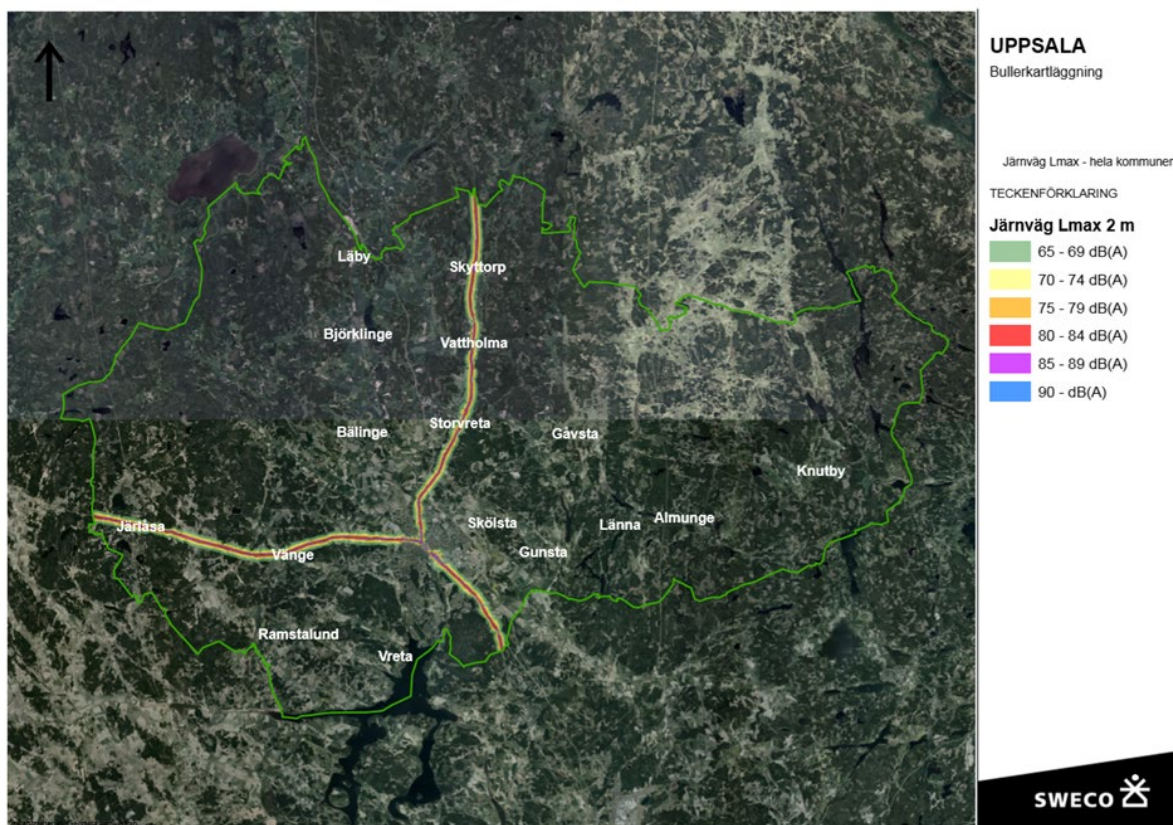 UPPSALA
Bullerkartläggning
Järnväg Lmax - hela kommunen
TECKENFÖRKLARING
Järnväg Lmax 2 m
65 - 69 dB(A)
70 - 74 dB(A)
75 - 79 dB(A)
80 - 84 dB(A)
85 - 89 dB(A)
90 - dB(A)
Läby
Skyttorp
Björklinge
Vattholma
Bälinge
Storvreta
Gåvsta
Knutby
Järlåsa
Skölsta
Länna
Almunge
Vänge
Gunsta
Ramstalund
Vreta
SWECO